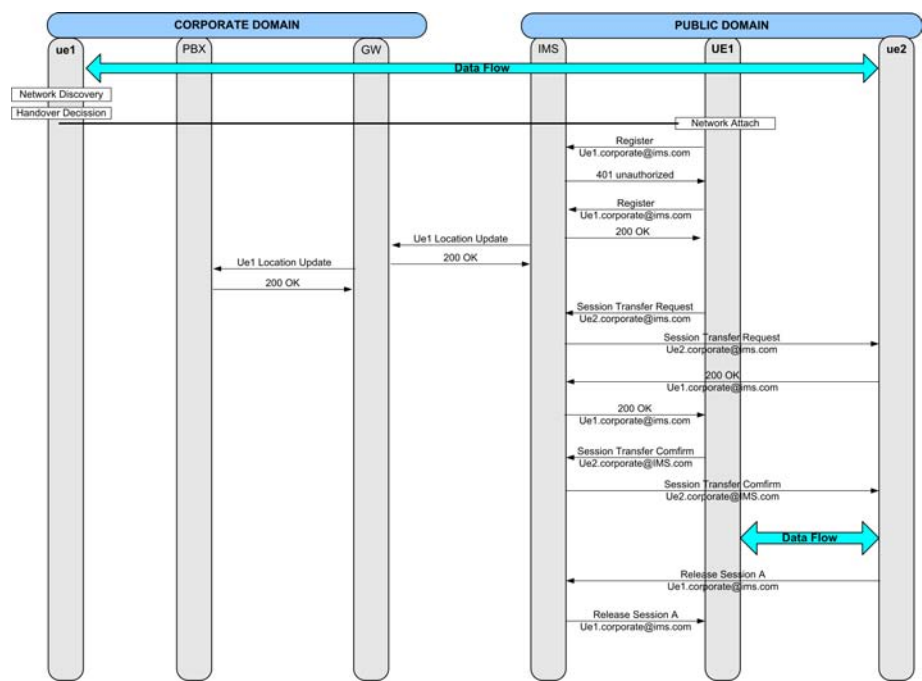 CORPORATE DOMAIN
PUBLIC DOMAIN
ue1
PBX
GW
IMS
UE1
ue2
Data Flow
Network Discovery
Handover Decission
Network Attach
Register
Ue1.corporate@ims.com
401 unauthorized
Register
Ue1.corporate@ims.com
200 OK
Ue1 Location Update
200 OK
Ue1 Location Update
200 OK
Session Transfer Request
Ue2.corporate@ims.com
Session Transfer Request
Ue2.corporate@ims.com
200 OK
Ue1.corporate@ims.com
200 OK
Ue1.corporate@ims.com
Session Transfer Comfirm
Ue2.corporate@IMS.com
Session Transfer Comfirm
Ue2.corporate@IMS.com
Data Flow
Release Session A
Ue1.corporate@ims.com
Release Session A
Ue1.corporate@ims.com